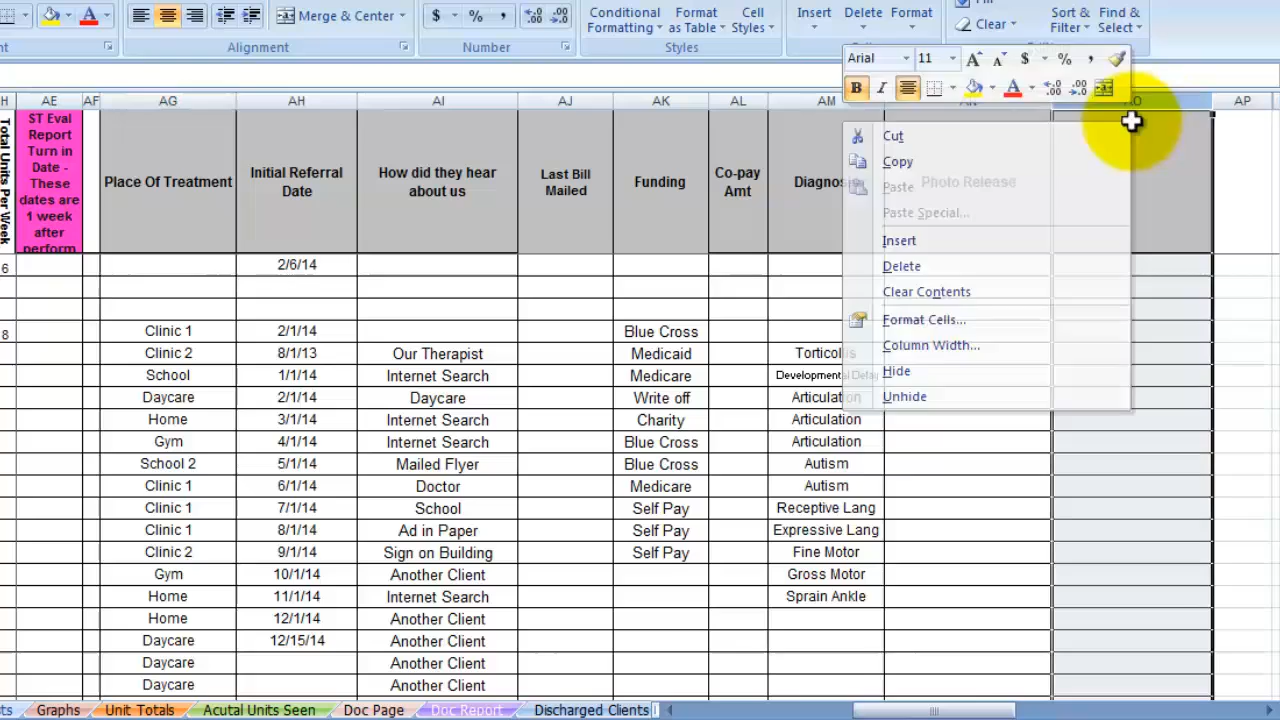 Merge & Center
$ % ,
Conditional Formatting
Format as Table
Cell Styles
Insert Delete Format
Clear
Sort & Filter
Find & Select
Alignment
Number
Styles
Arial 11 A A $ % ,
B I A
H AE AF AG AH AI AJ AK AL AM AP
Total Units Per Week
ST Eval
Report
Turn in
Date -
These
dates are
1 week
after
perform
Place Of Treatment
Initial Referral Date
How did they hear about us
Last Bill Mailed
Funding
Co-pay Amt
Diagnosis
Photo Release
Cut
Copy
Paste
Paste Special...
Insert
Delete
Clear Contents
Format Cells...
Column Width...
Hide
Unhide
6 2/6/14
8 Clinic 1 2/1/14 Blue Cross
Clinic 2 8/1/13 Our Therapist Medicaid Torticollis
School 1/1/14 Internet Search Medicare Developmental Delay
Daycare 2/1/14 Daycare Write off Articulation
Home 3/1/14 Internet Search Charity Articulation
Gym 4/1/14 Internet Search Blue Cross Articulation
School 2 5/1/14 Mailed Flyer Blue Cross Autism
Clinic 1 6/1/14 Doctor Medicare Autism
Clinic 1 7/1/14 School Self Pay Receptive Lang
Clinic 1 8/1/14 Ad in Paper Self Pay Expressive Lang
Clinic 2 9/1/14 Sign on Building Self Pay Fine Motor
Gym 10/1/14 Another Client Gross Motor
Home 11/1/14 Internet Search Sprain Ankle
Home 12/1/14 Another Client
Daycare 12/15/14 Another Client
Daycare Another Client
Daycare Another Client
Graphs Unit Totals Acutal Units Seen Doc Page Doc Report Discharged Clients